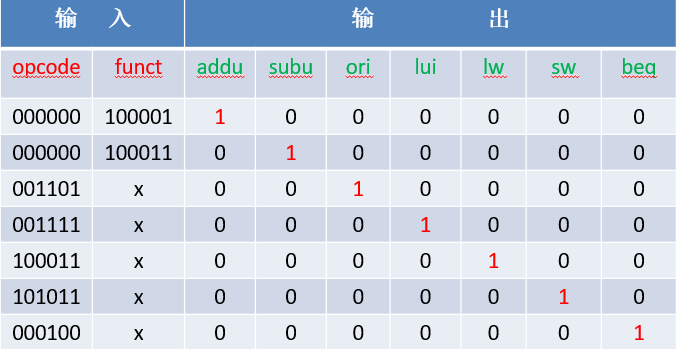 输 入 输 出
opcode funct addu subu ori lui lw sw beq
000000 100001 1 0 0 0 0 0 0
000000 100011 0 1 0 0 0 0 0
001101 x 0 0 1 0 0 0 0
001111 x 0 0 0 1 0 0 0
100011 x 0 0 0 0 1 0 0
101011 x 0 0 0 0 0 1 0
000100 x 0 0 0 0 0 0 1